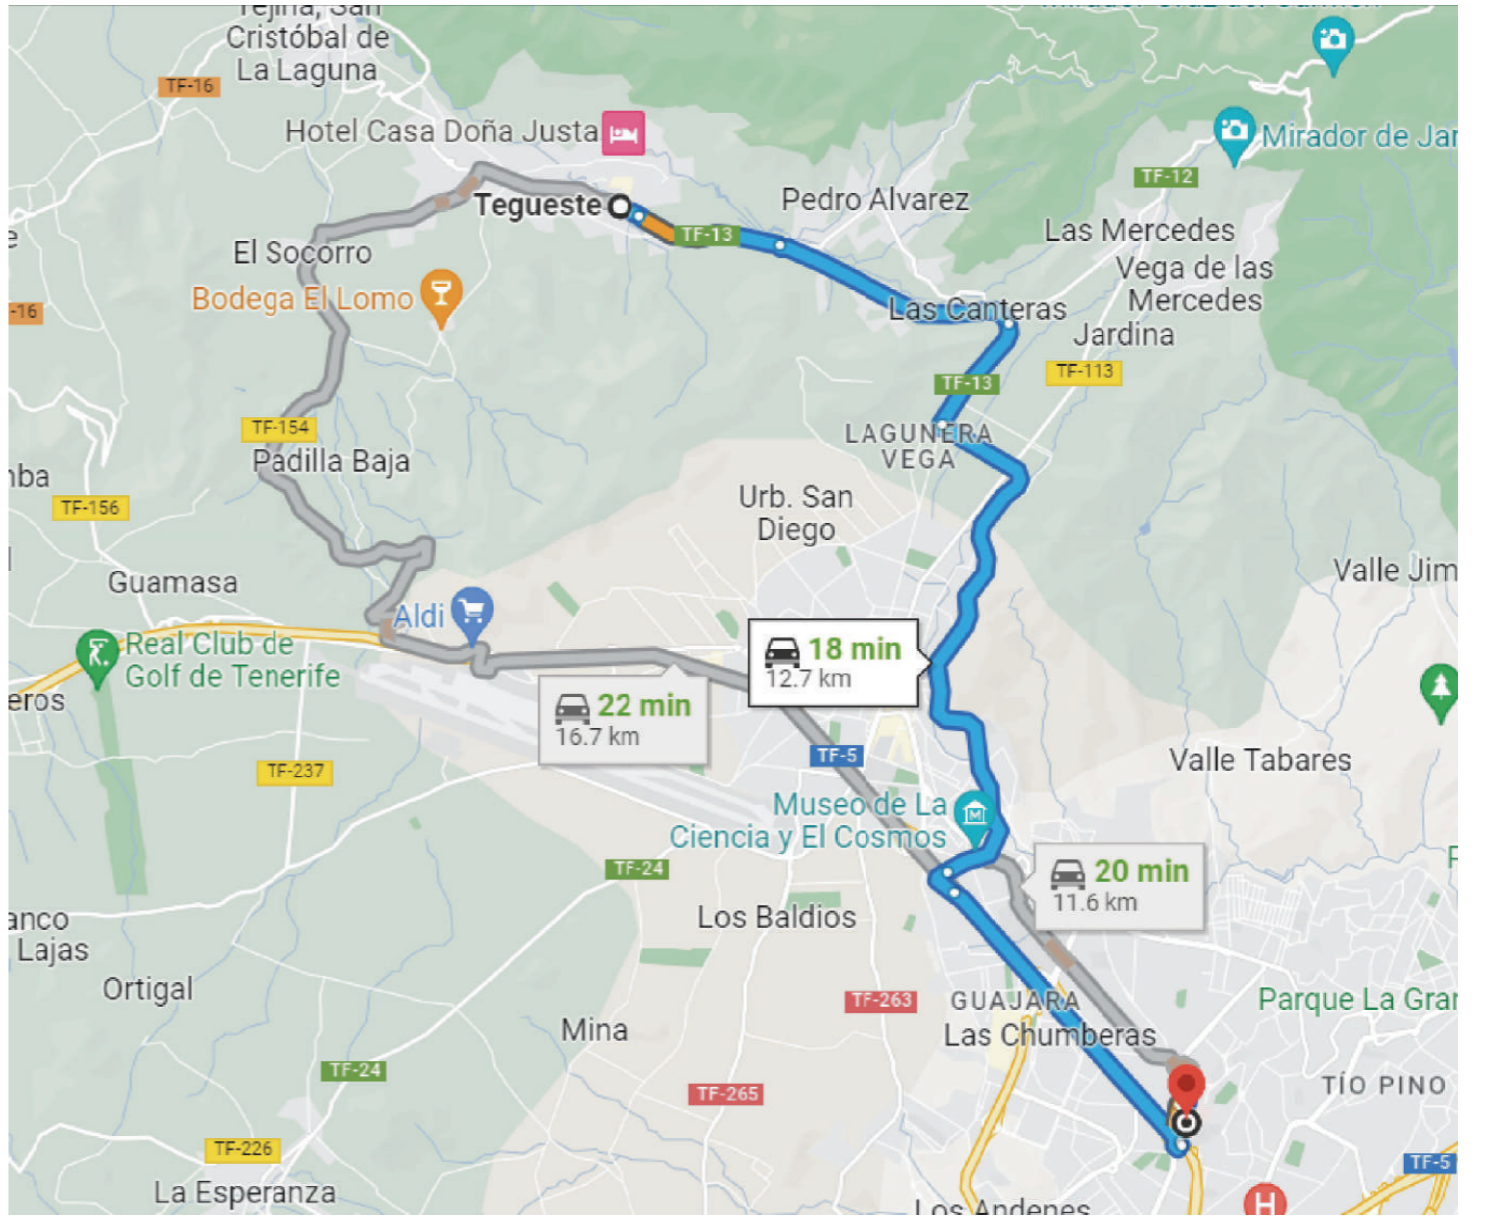 Tejina, San
Cristóbal de
La Laguna
TF-16
Hotel Casa Doña Justa
Mirador de Jar
TF-12
Tegueste
Pedro Alvarez
TF-13
Las Mercedes
El Socorro
Vega de las
Mercedes
Bodega El Lomo
-16
Las Canteras
Jardina
TF-13
TF-113
TF-154
LAGUNERA
VEGA
Padilla Baja
TF-156
Urb. San
Diego
Guamasa
Valle Jim
Aldi
Real Club de
Golf de Tenerife
18 min
12.7 km
eros
22 min
16.7 km
TF-5
TF-237
Valle Tabares
Museo de La
Ciencia y El Cosmos
TF-24
20 min
11.6 km
Los Baldios
anco
Lajas
Ortigal
TF-263
GUAJARA
Parque La Gran
Mina
Las Chumberas
TF-24
TF-265
TÍO PINO
TF-226
TF-5
La Esperanza
Los Andenes
H